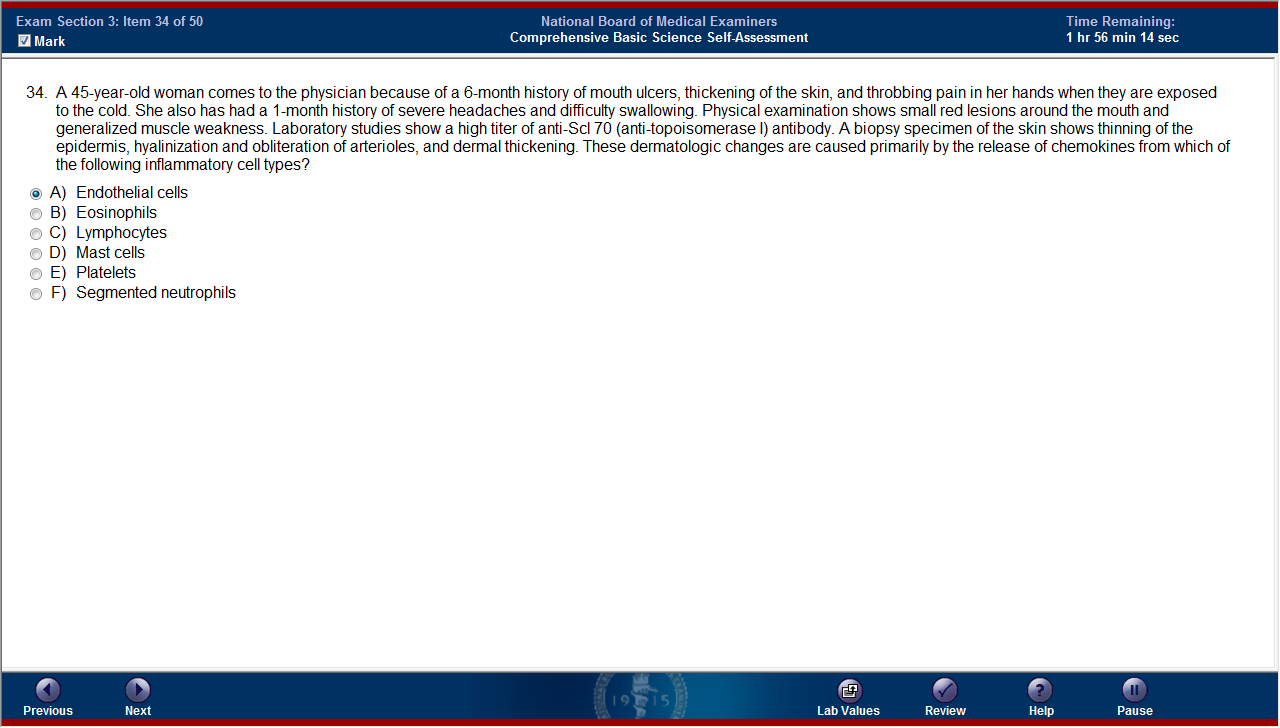 Exam Section 3: Item 34 of 50
National Board of Medical Examiners
Time Remaining:
Mark
Comprehensive Basic Science Self-Assessment
1 hr 56 min 14 sec
34. A 45-year-old woman comes to the physician because of a 6-month history of mouth ulcers, thickening of the skin, and throbbing pain in her hands when they are exposed
to the cold. She also has had a 1-month history of severe headaches and difficulty swallowing. Physical examination shows small red lesions around the mouth and
generalized muscle weakness. Laboratory studies show a high titer of anti-Scl 70 (anti-topoisomerase I) antibody. A biopsy specimen of the skin shows thinning of the
epidermis, hyalinization and obliteration of arterioles, and dermal thickening. These dermatologic changes are caused primarily by the release of chemokines from which of
the following inflammatory cell types?
A) Endothelial cells
B) Eosinophils
C) Lymphocytes
D) Mast cells
E) Platelets
F) Segmented neutrophils
1915
Previous
Next
Lab Values
Review
Help
Pause